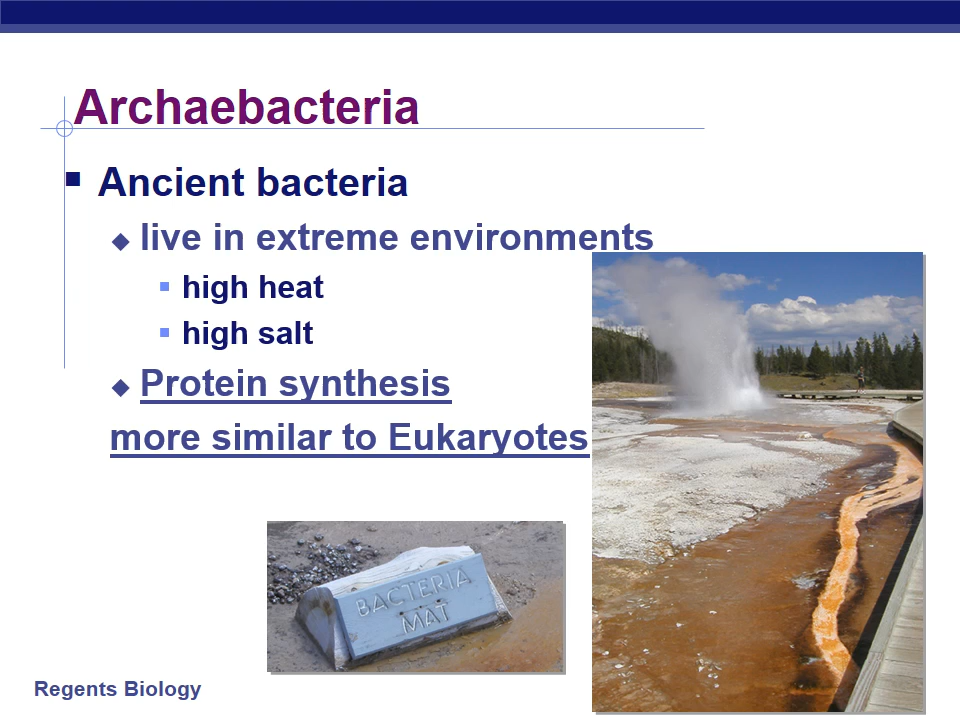 Archaebacteria
Ancient bacteria
live in extreme environments
high heat
high salt
Protein synthesis
more similar to Eukaryotes
BACTERIA
MAT
Regents Biology